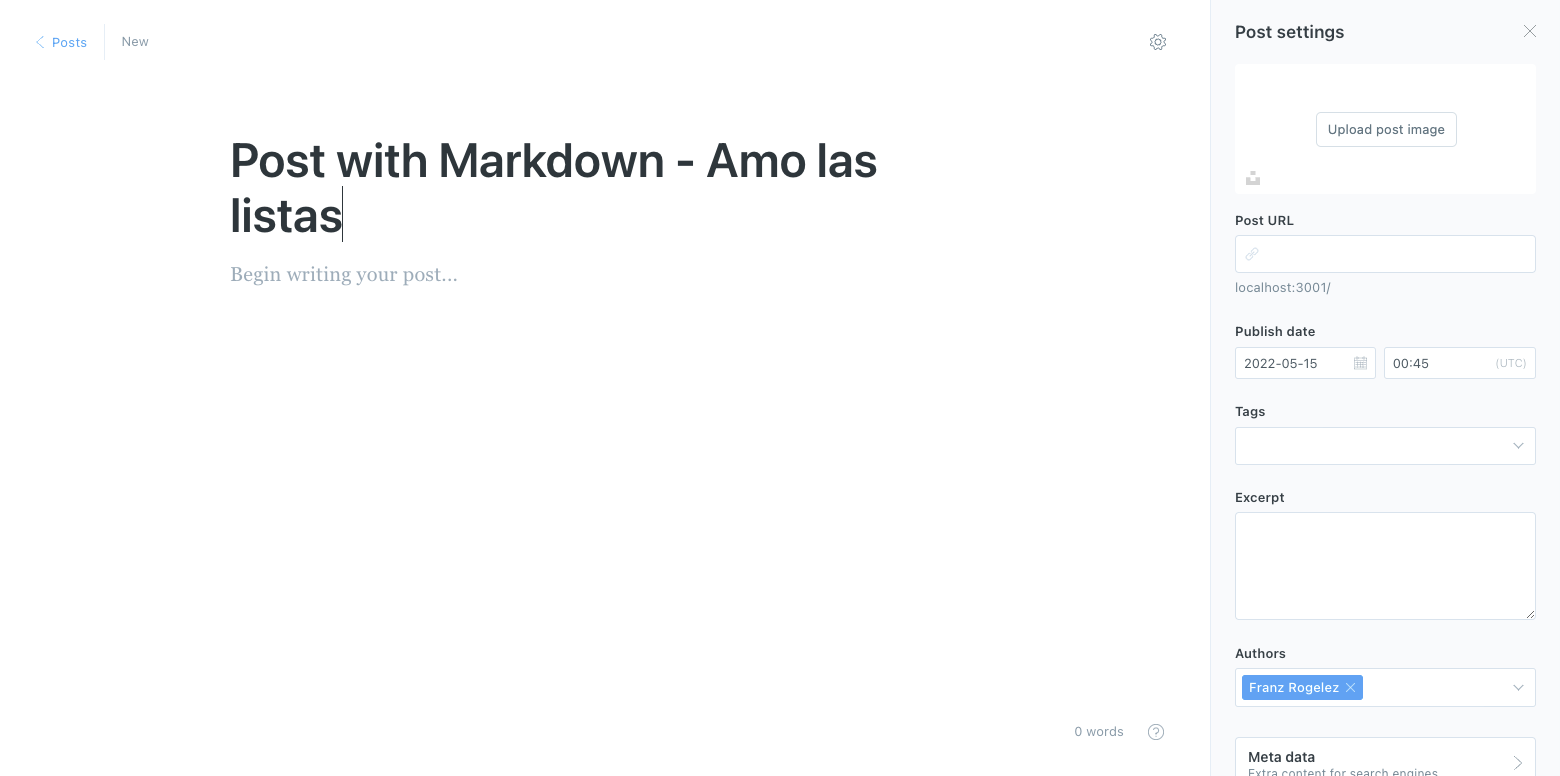 Posts
New
Post with Markdown - Amo las
listas
Begin writing your post...
0 words
?
Post settings
Upload post image
Post URL
localhost:3001/
Publish date
2022-05-15
00:45
(UTC)
Tags
Excerpt
Authors
Franz Rogelez
Meta data
Extra content for search engines